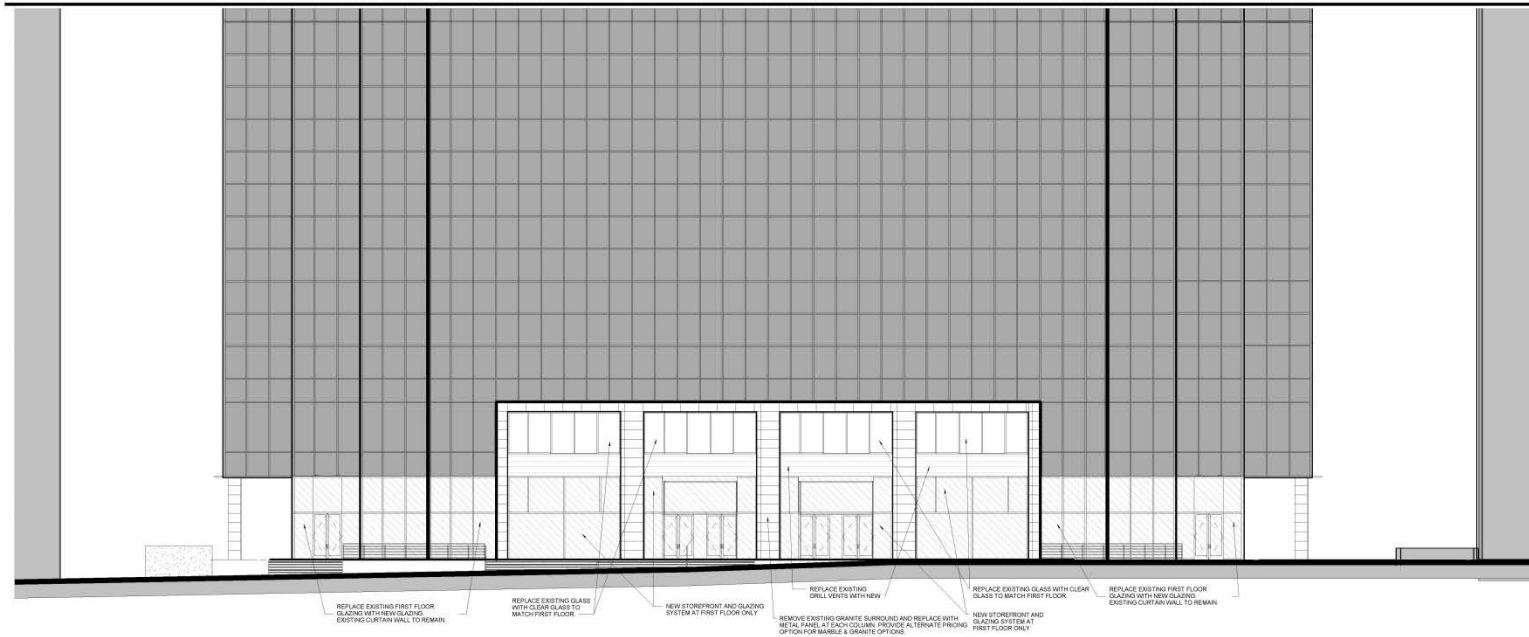 REPLACE EXISTING FIRST FLOOR
GLAZING WITH NEW GLAZING.
EXISTING CURTAIN WALL TO REMAIN.
REPLACE EXISTING GLASS
WITH CLEAR GLASS TO
MATCH FIRST FLOOR.
NEW STOREFRONT AND GLAZING
SYSTEM AT FIRST FLOOR ONLY
REMOVE EXISTING GRANITE SURROUND AND REPLACE WITH
METAL PANEL AT EACH COLUMN. PROVIDE ALTERNATE PRICING
OPTION FOR MARBLE & GRANITE OPTIONS.
REPLACE EXISTING
GRILL VENTS WITH NEW
REPLACE EXISTING GLASS WITH CLEAR
GLASS TO MATCH FIRST FLOOR.
NEW STOREFRONT AND
GLAZING SYSTEM AT
FIRST FLOOR ONLY
REPLACE EXISTING FIRST FLOOR
GLAZING WITH NEW GLAZING.
EXISTING CURTAIN WALL TO REMAIN.